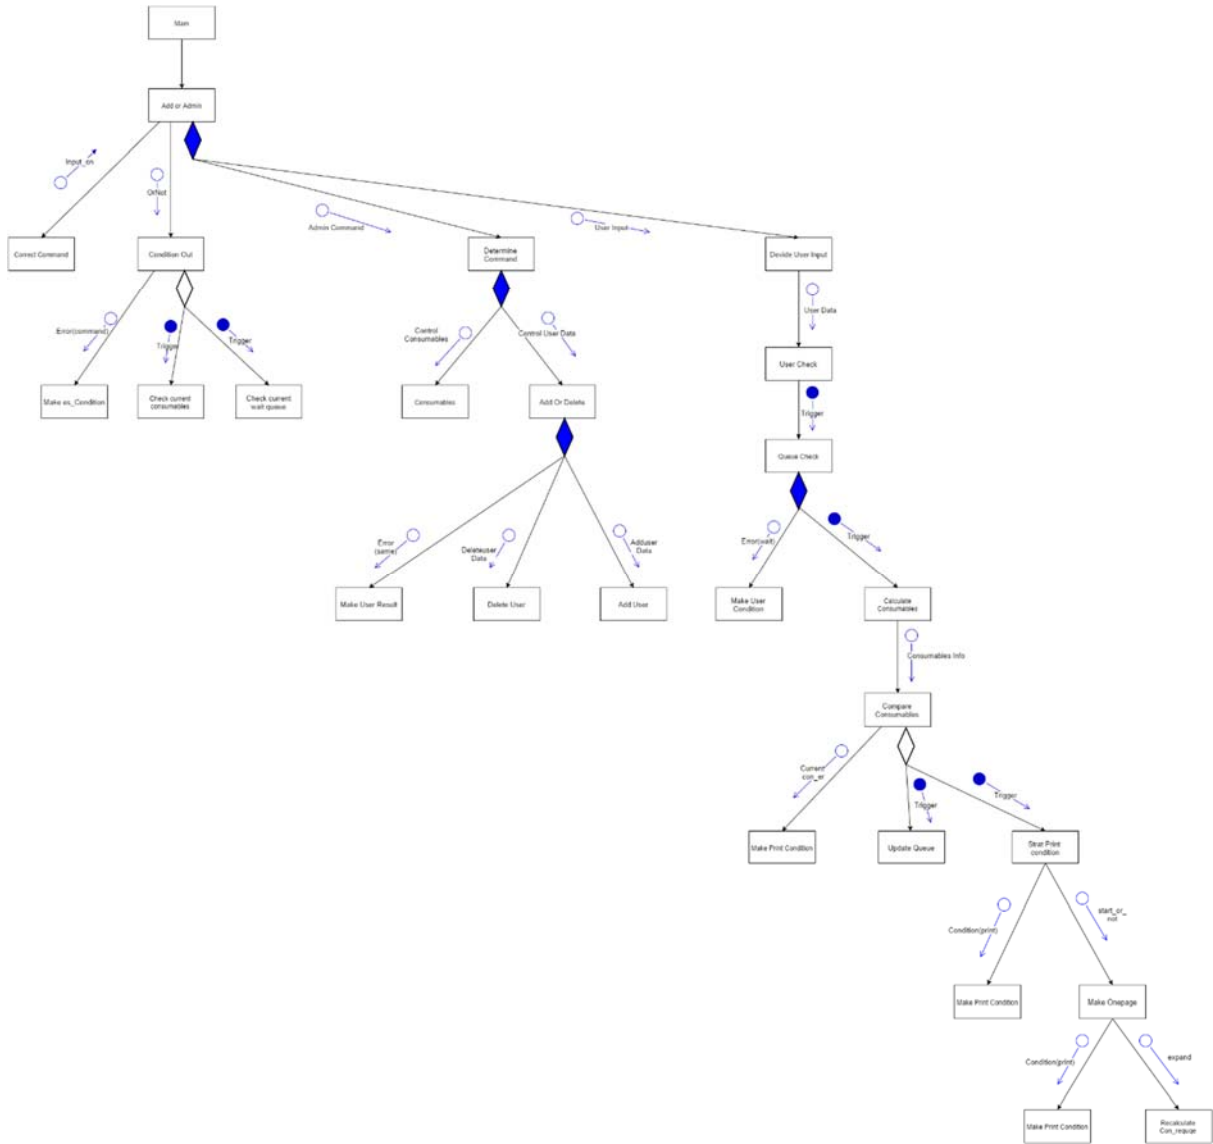 Main
Add or Admin
Input_cn
OrNot
Admin Command
User Input
Correct Command
Condition Out
Determine
Command
Devide User Input
Error(command)
Trigger
Trigger
Control
Consumables
Control User Data
User Data
User Check
Make es_Condition
Check current
consumables
Check current
wait queue
Consumables
Add Or Delete
Trigger
Queue Check
Error
(same)
Deleteuser
Data
Adduser
Data
Error(wait)
Trigger
Make User Result
Delete User
Add User
Make User
Condition
Calculate
Consumables
Consumables Info
Compare
Consumables
Current
con_er
Trigger
Trigger
Make Print Condition
Update Queue
Strat Print
condition
Condition(print)
start_or_
not
Make Print Condition
Make Onepage
Condition(print)
expand
Make Print Condition
Recalculate